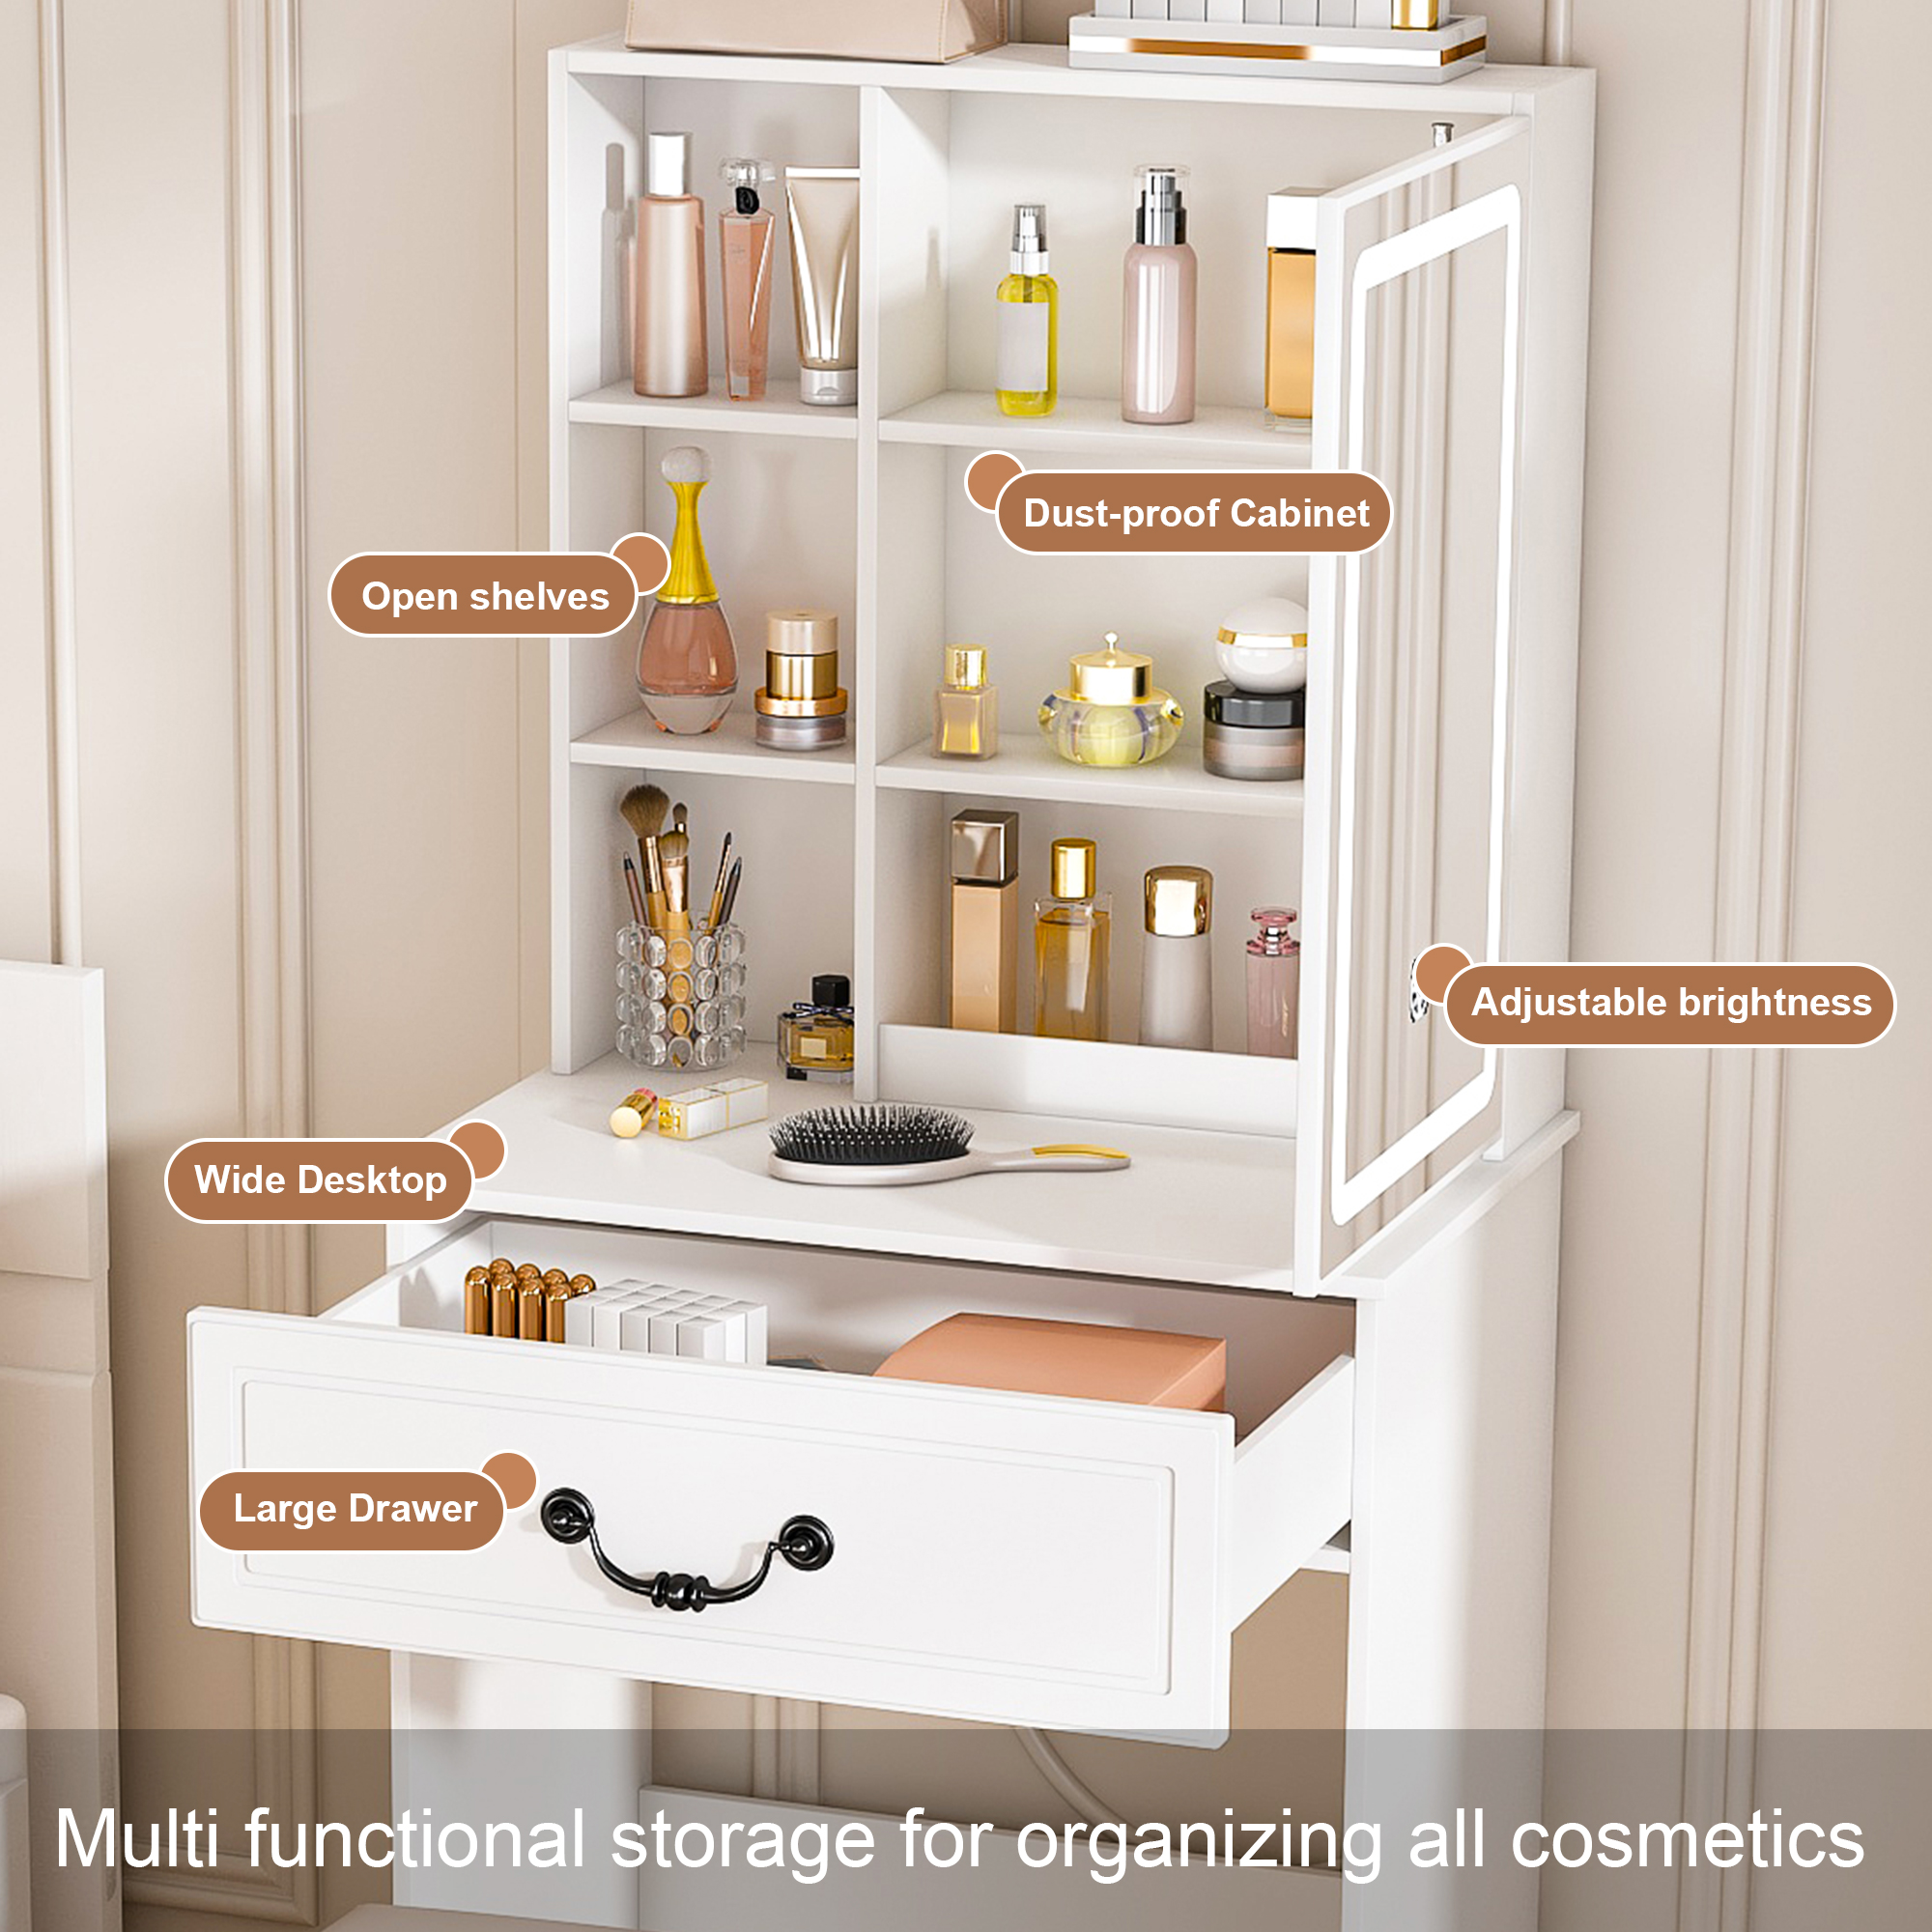 Dust-proof Cabinet
Open shelves
Adjustable brightness
Wide Desktop
Large Drawer
Multi functional storage for organizing all cosmetics